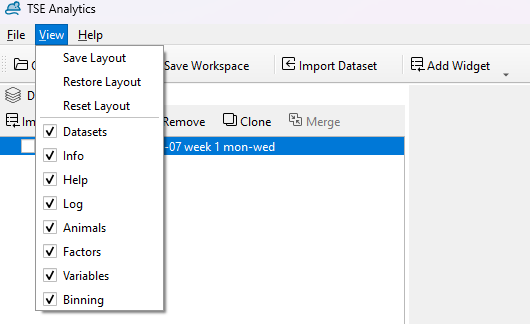 TSE Analytics
File View Help
Save Workspace Import Dataset Add Widget
Save Layout
Restore Layout
Reset Layout
Remove Clone Merge
-07 week 1 mon-wed
Datasets
Info
Help
Log
Animals
Factors
Variables
Binning